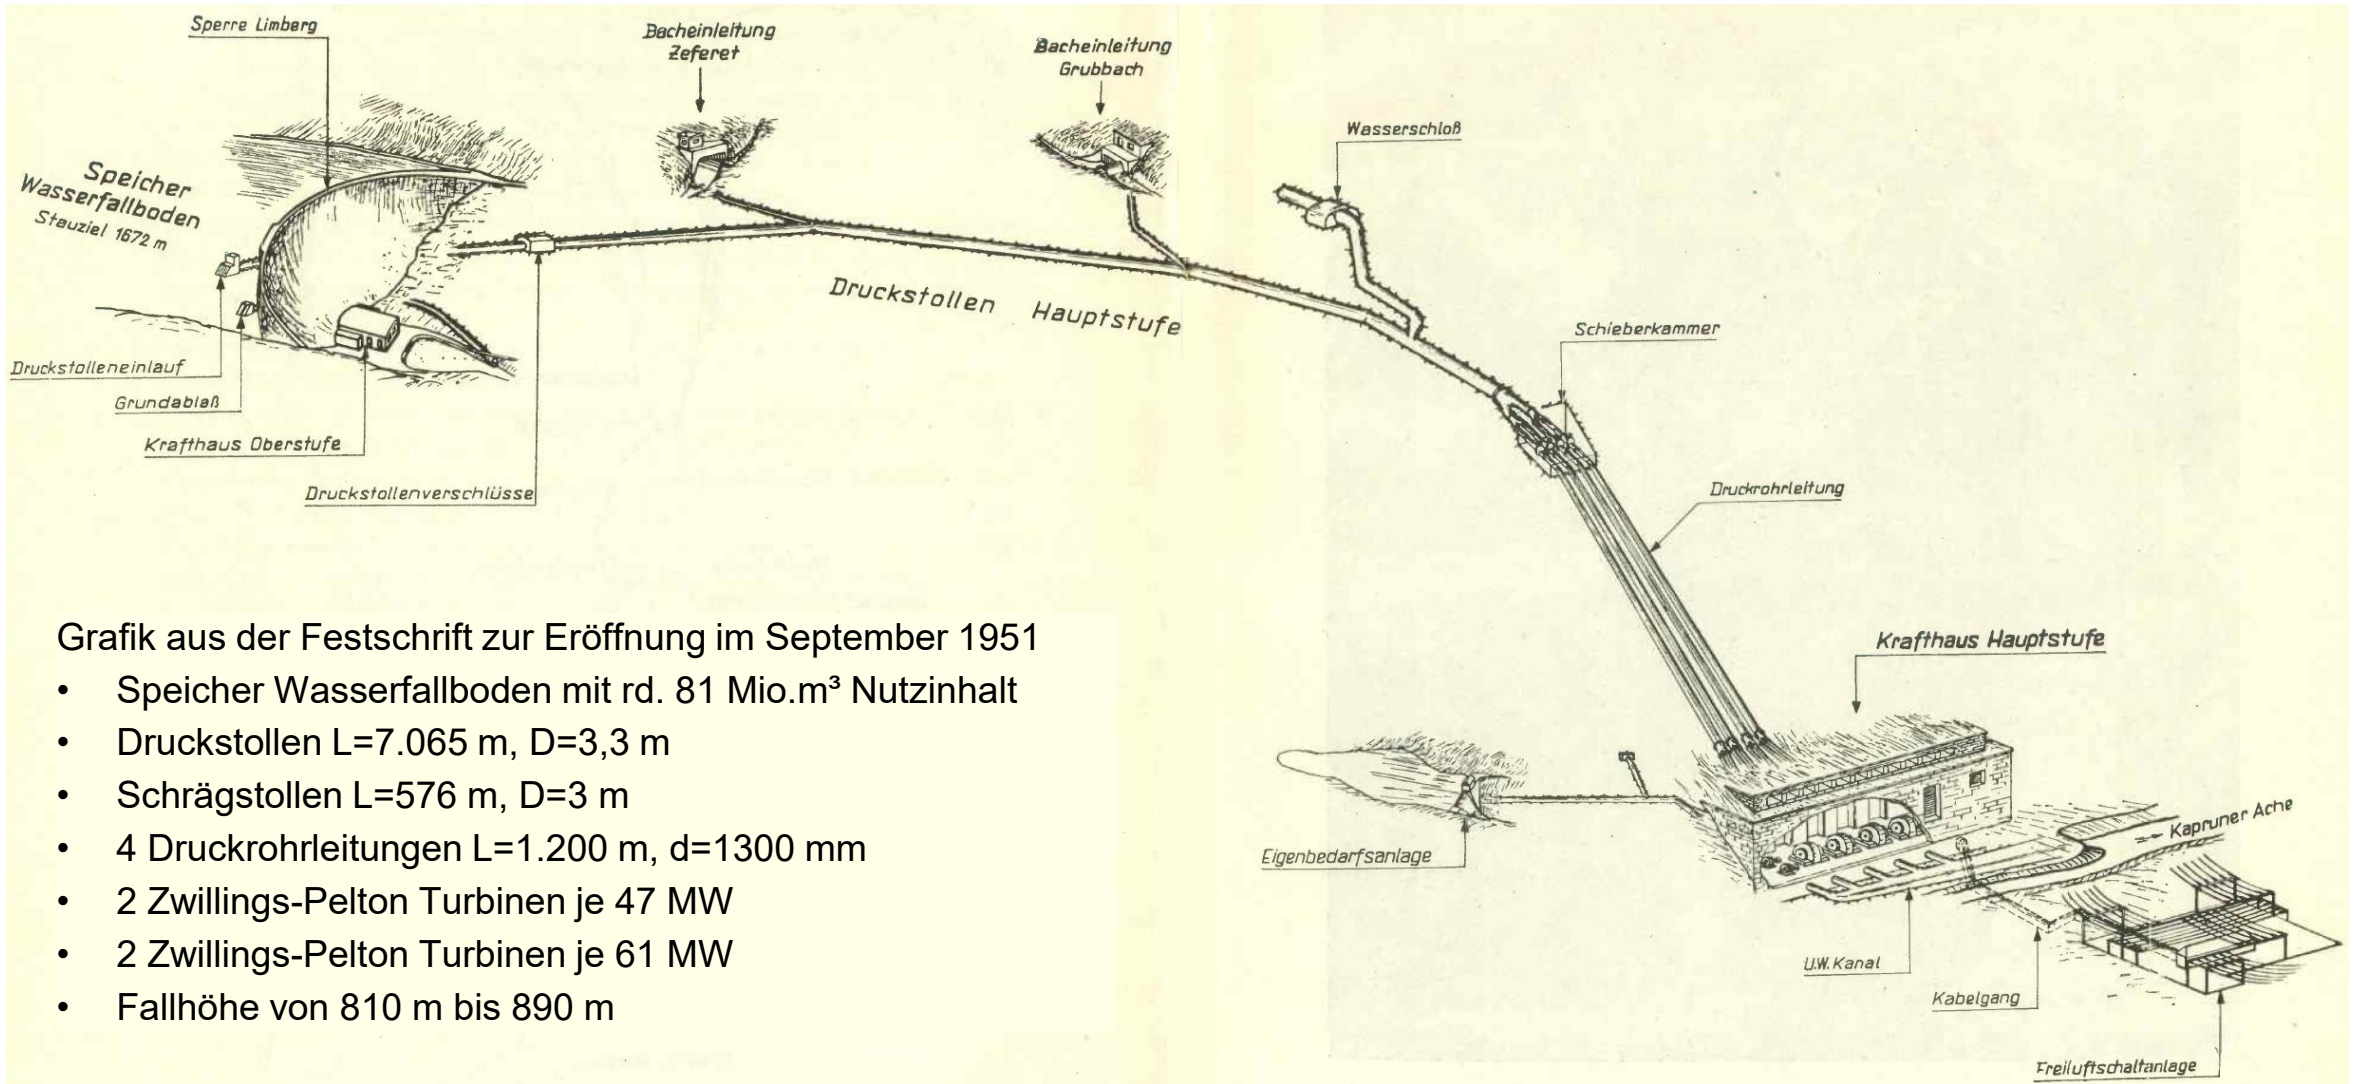 Sperre Limberg
Bacheinleitung
Zeferet
Bacheinleitung
Grubbach
Wasserschloß
Speicher
Wasserfallboden
Stauziel 1672 m
Druckstollen Hauptstufe
Schieberkammer
Druckstolleneinlauf
Grundablaß
Krafthaus Oberstufe
Druckstollenverschlüsse
Druckrohrleitung
Krafthaus Hauptstufe
Kapruner Ache
Eigenbedarfsanlage
U.W. Kanal
Kabelgang
Freiluftschaltanlage
Grafik aus der Festschrift zur Eröffnung im September 1951
• Speicher Wasserfallboden mit rd. 81 Mio.m³ Nutzinhalt
• Druckstollen L=7.065 m, D=3,3 m
• Schrägstollen L=576 m, D=3 m
• 4 Druckrohrleitungen L=1.200 m, d=1300 mm
• 2 Zwillings-Pelton Turbinen je 47 MW
• 2 Zwillings-Pelton Turbinen je 61 MW
• Fallhöhe von 810 m bis 890 m